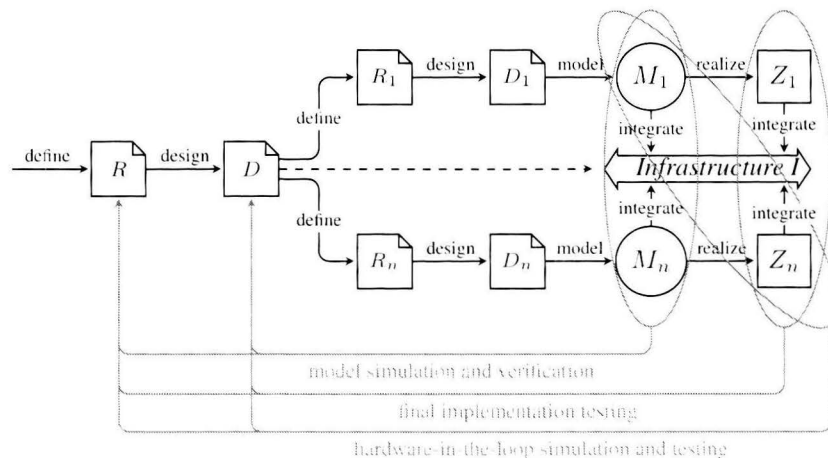 R₁ design D₁ model M₁ realize Z₁
define integrate integrate
define R design D Infrastructure I
define integrate integrate
Rₙ design Dₙ model Mₙ realize Zₙ
model simulation and verification
final implementation testing
hardware-in-the-loop simulation and testing